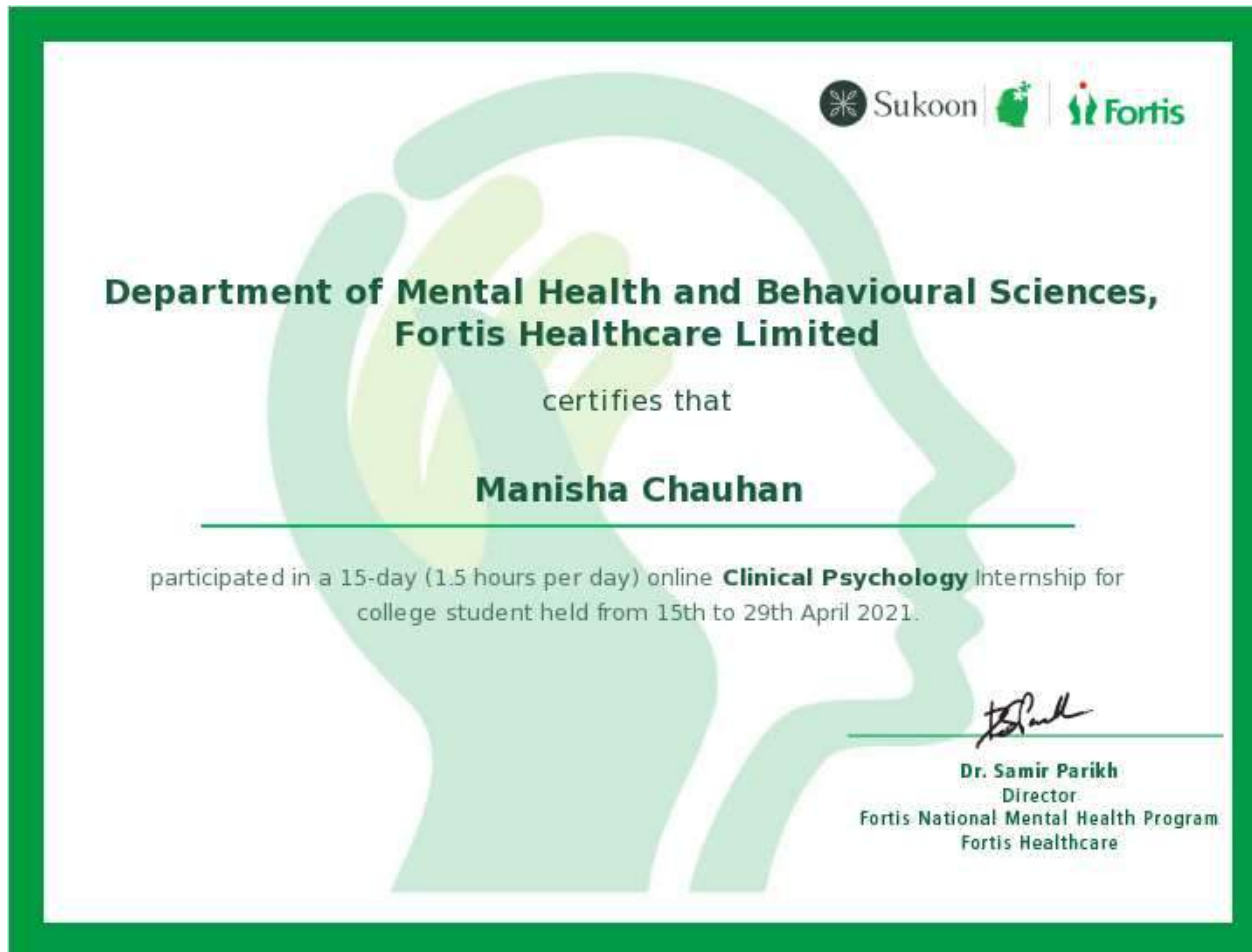 Sukoon Fortis
Department of Mental Health and Behavioural Sciences,
Fortis Healthcare Limited
certifies that
Manisha Chauhan
participated in a 15-day (1.5 hours per day) online Clinical Psychology Internship for
college student held from 15th to 29th April 2021.
Dr. Samir Parikh
Director
Fortis National Mental Health Program
Fortis Healthcare